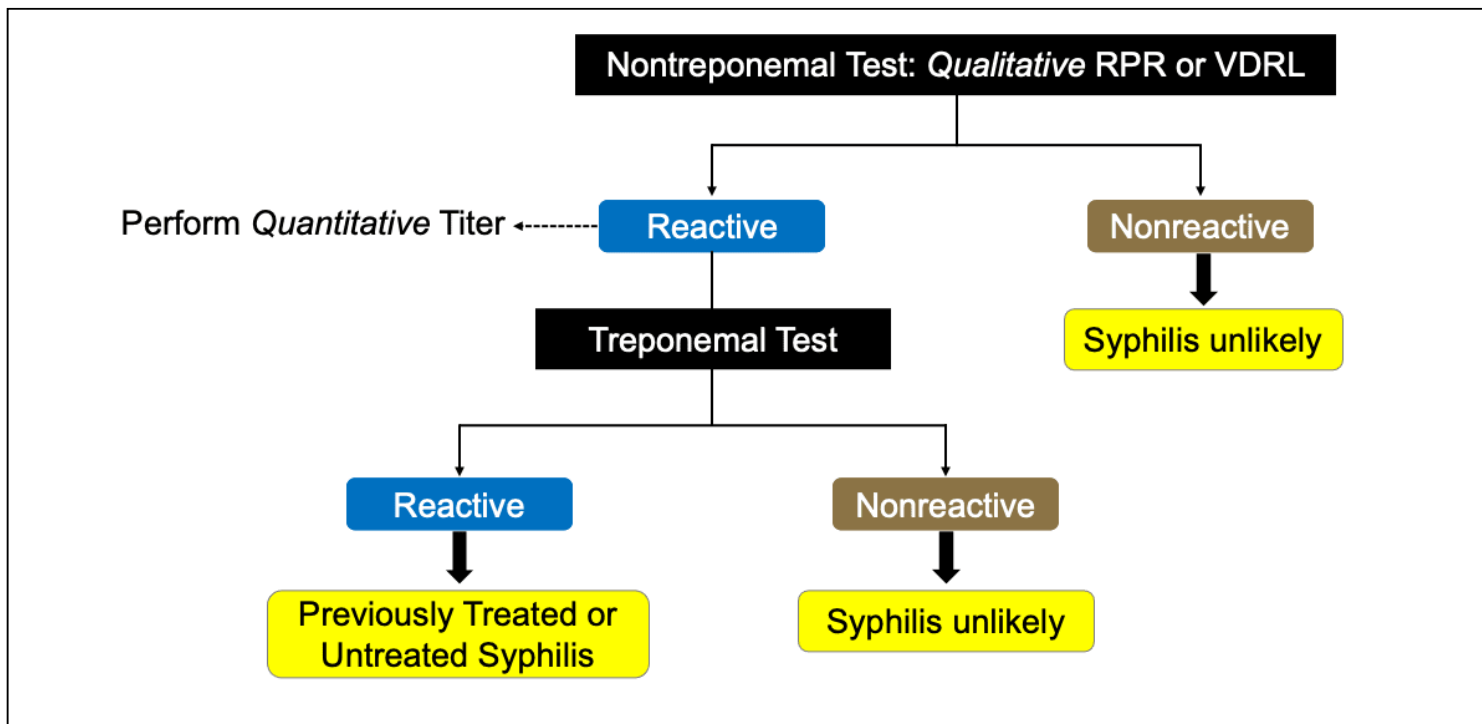 Nontreponemal Test: Qualitative RPR or VDRL
Perform Quantitative Titer
Reactive
Nonreactive
Treponemal Test
Syphilis unlikely
Reactive
Nonreactive
Previously Treated or
Untreated Syphilis
Syphilis unlikely